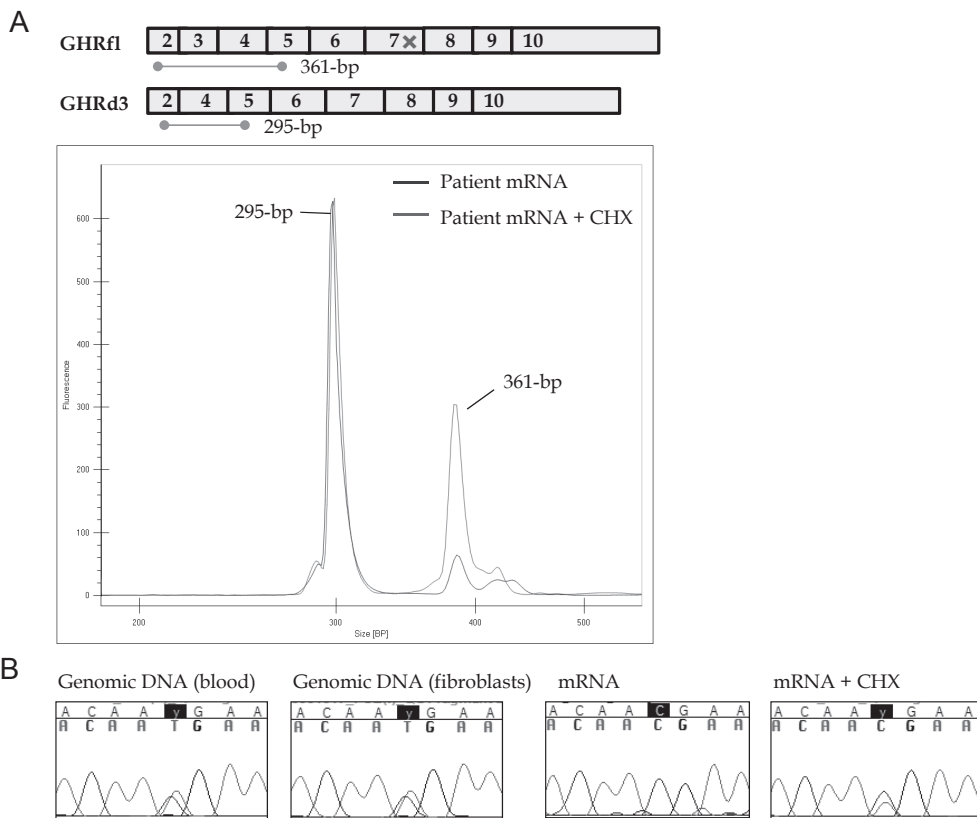 A
GHRfl 2 3 4 5 6 7 8 9 10
361-bp
GHRd3 2 4 5 6 7 8 9 10
295-bp
Patient mRNA
Patient mRNA + CHX
295-bp
361-bp
600
500
400
300
200
100
0
Fluorescence
200 300 400 500
Size [BP]
B
Genomic DNA (blood) Genomic DNA (fibroblasts) mRNA mRNA + CHX
A C A A y G A A A C A A y G A A A C A A C G A A A C A A y G A A
A C A A T G A A A C A A T G A A A C A A C G A A A C A A C G A A